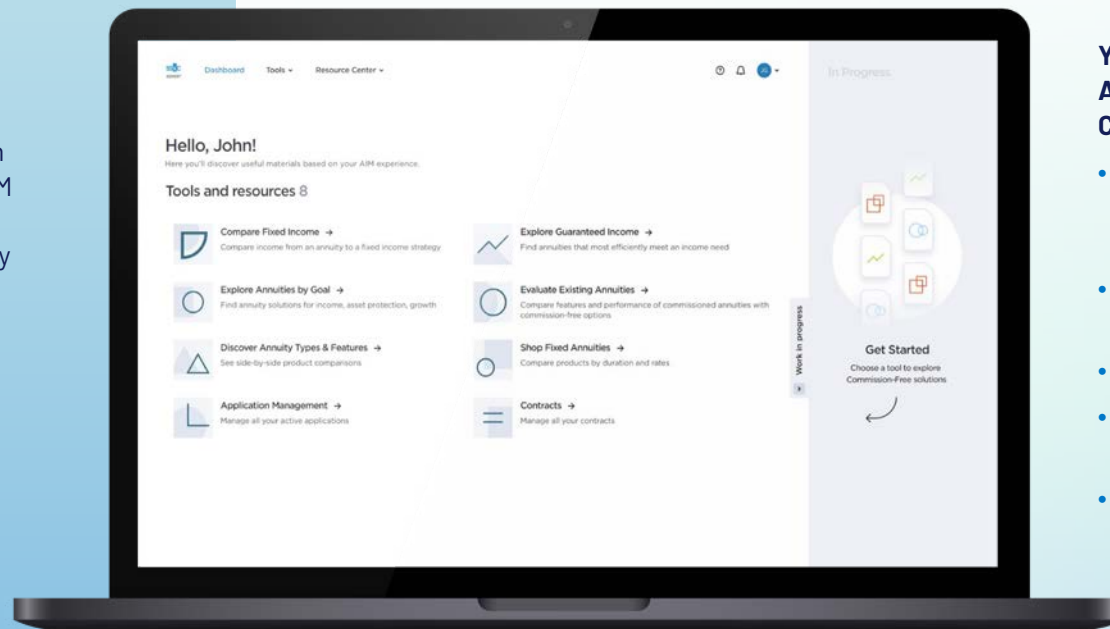 Dashboard
Tools
Resource Center
In Progress
Hello, John!
Here you'll discover useful materials based on your AIM experience.
Tools and resources 8
Compare Fixed Income →
Compare income from an annuity to a fixed income strategy
Explore Guaranteed Income →
Find annuities that most efficiently meet an income need
Explore Annuities by Goal →
Find annuity solutions for income, asset protection, growth
Evaluate Existing Annuities →
Compare features and performance of commissioned annuities with
commission-free options
Discover Annuity Types & Features →
See side-by-side product comparisons
Shop Fixed Annuities →
Compare products by duration and rates
Application Management →
Manage all your active applications
Contracts →
Manage all your contracts
Work in progress
Get Started
Choose a tool to explore
Commission-Free solutions